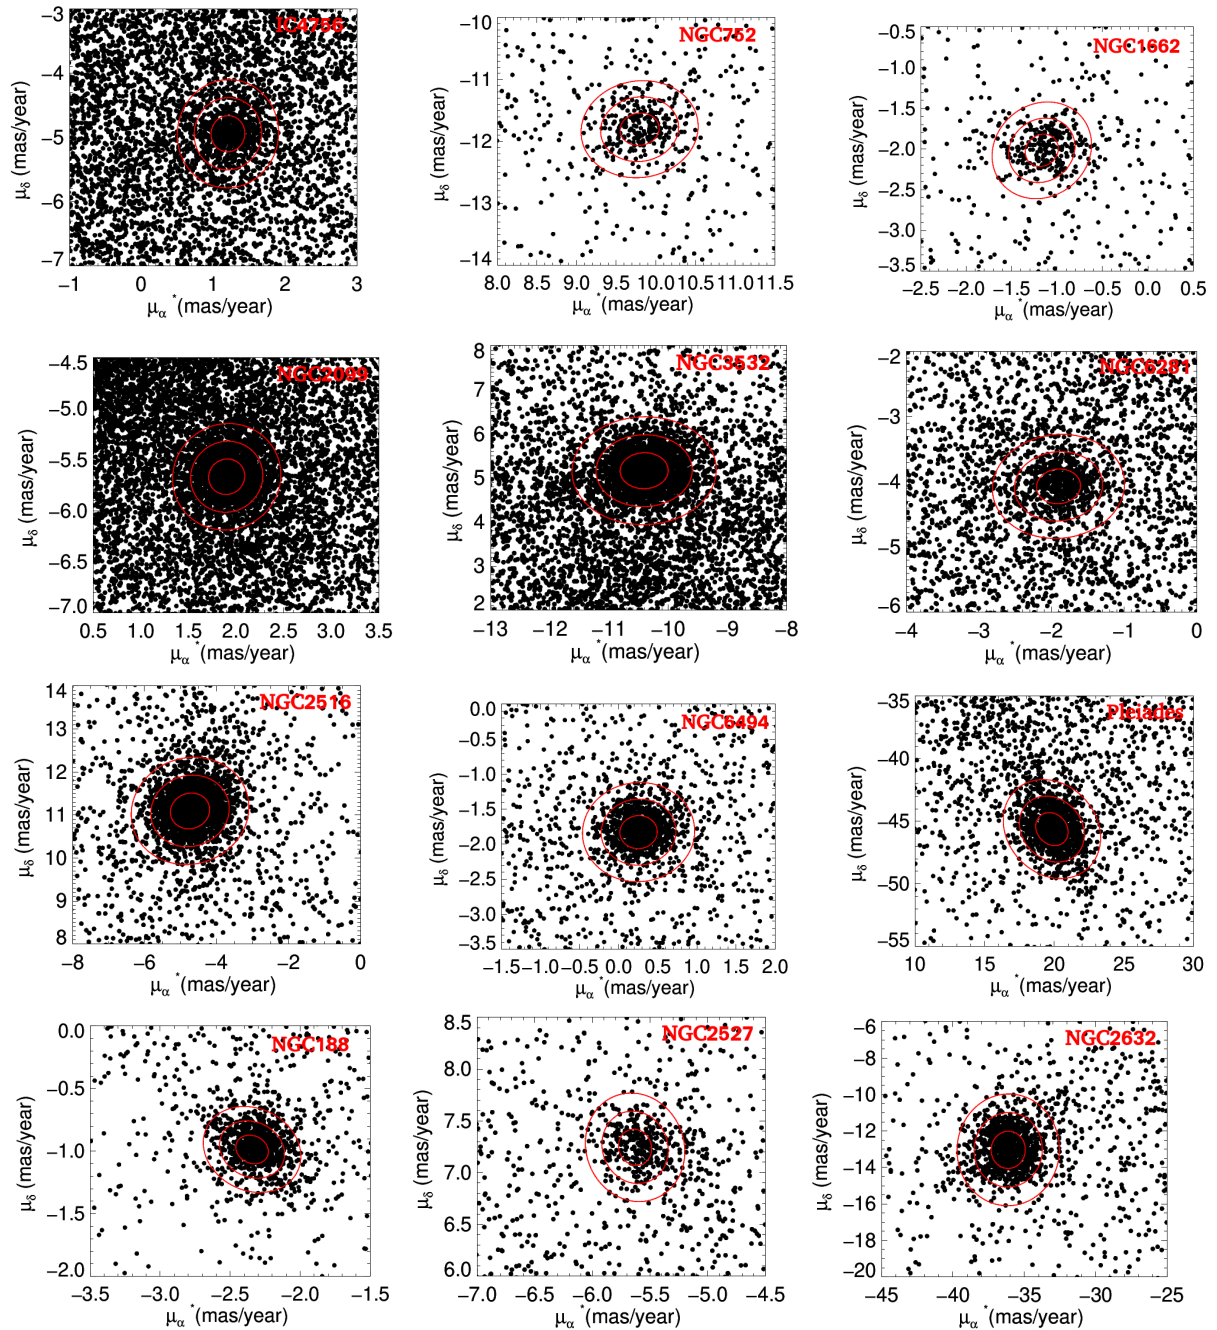 IC4756
−3
−4
−5
−6
−7
μδ (mas/year)
−1 0 1 2 3
μα*(mas/year)
NGC752
−10
−11
−12
−13
−14
μδ (mas/year)
8.0 8.5 9.0 9.5 10.0 10.5 11.0 11.5
μα*(mas/year)
NGC1662
−0.5
−1.0
−1.5
−2.0
−2.5
−3.0
−3.5
μδ (mas/year)
−2.5 −2.0 −1.5 −1.0 −0.5 0.0 0.5
μα*(mas/year)
NGC2099
−4.5
−5.0
−5.5
−6.0
−6.5
−7.0
μδ (mas/year)
0.5 1.0 1.5 2.0 2.5 3.0 3.5
μα*(mas/year)
NGC3532
8
7
6
5
4
3
2
μδ (mas/year)
−13 −12 −11 −10 −9 −8
μα*(mas/year)
NGC6281
−2
−3
−4
−5
−6
μδ (mas/year)
−4 −3 −2 −1 0
μα*(mas/year)
NGC2516
14
13
12
11
10
9
8
μδ (mas/year)
−8 −6 −4 −2 0
μα*(mas/year)
NGC6494
0.0
−0.5
−1.0
−1.5
−2.0
−2.5
−3.0
−3.5
μδ (mas/year)
−1.5 −1.0 −0.5 0.0 0.5 1.0 1.5 2.0
μα*(mas/year)
Pleiades
−35
−40
−45
−50
−55
μδ (mas/year)
10 15 20 25 30
μα*(mas/year)
NGC188
0.0
−0.5
−1.0
−1.5
−2.0
μδ (mas/year)
−3.5 −3.0 −2.5 −2.0 −1.5
μα*(mas/year)
NGC2527
8.5
8.0
7.5
7.0
6.5
6.0
μδ (mas/year)
−7.0 −6.5 −6.0 −5.5 −5.0 −4.5
μα*(mas/year)
NGC2632
−6
−8
−10
−12
−14
−16
−18
−20
μδ (mas/year)
−45 −40 −35 −30 −25
μα*(mas/year)